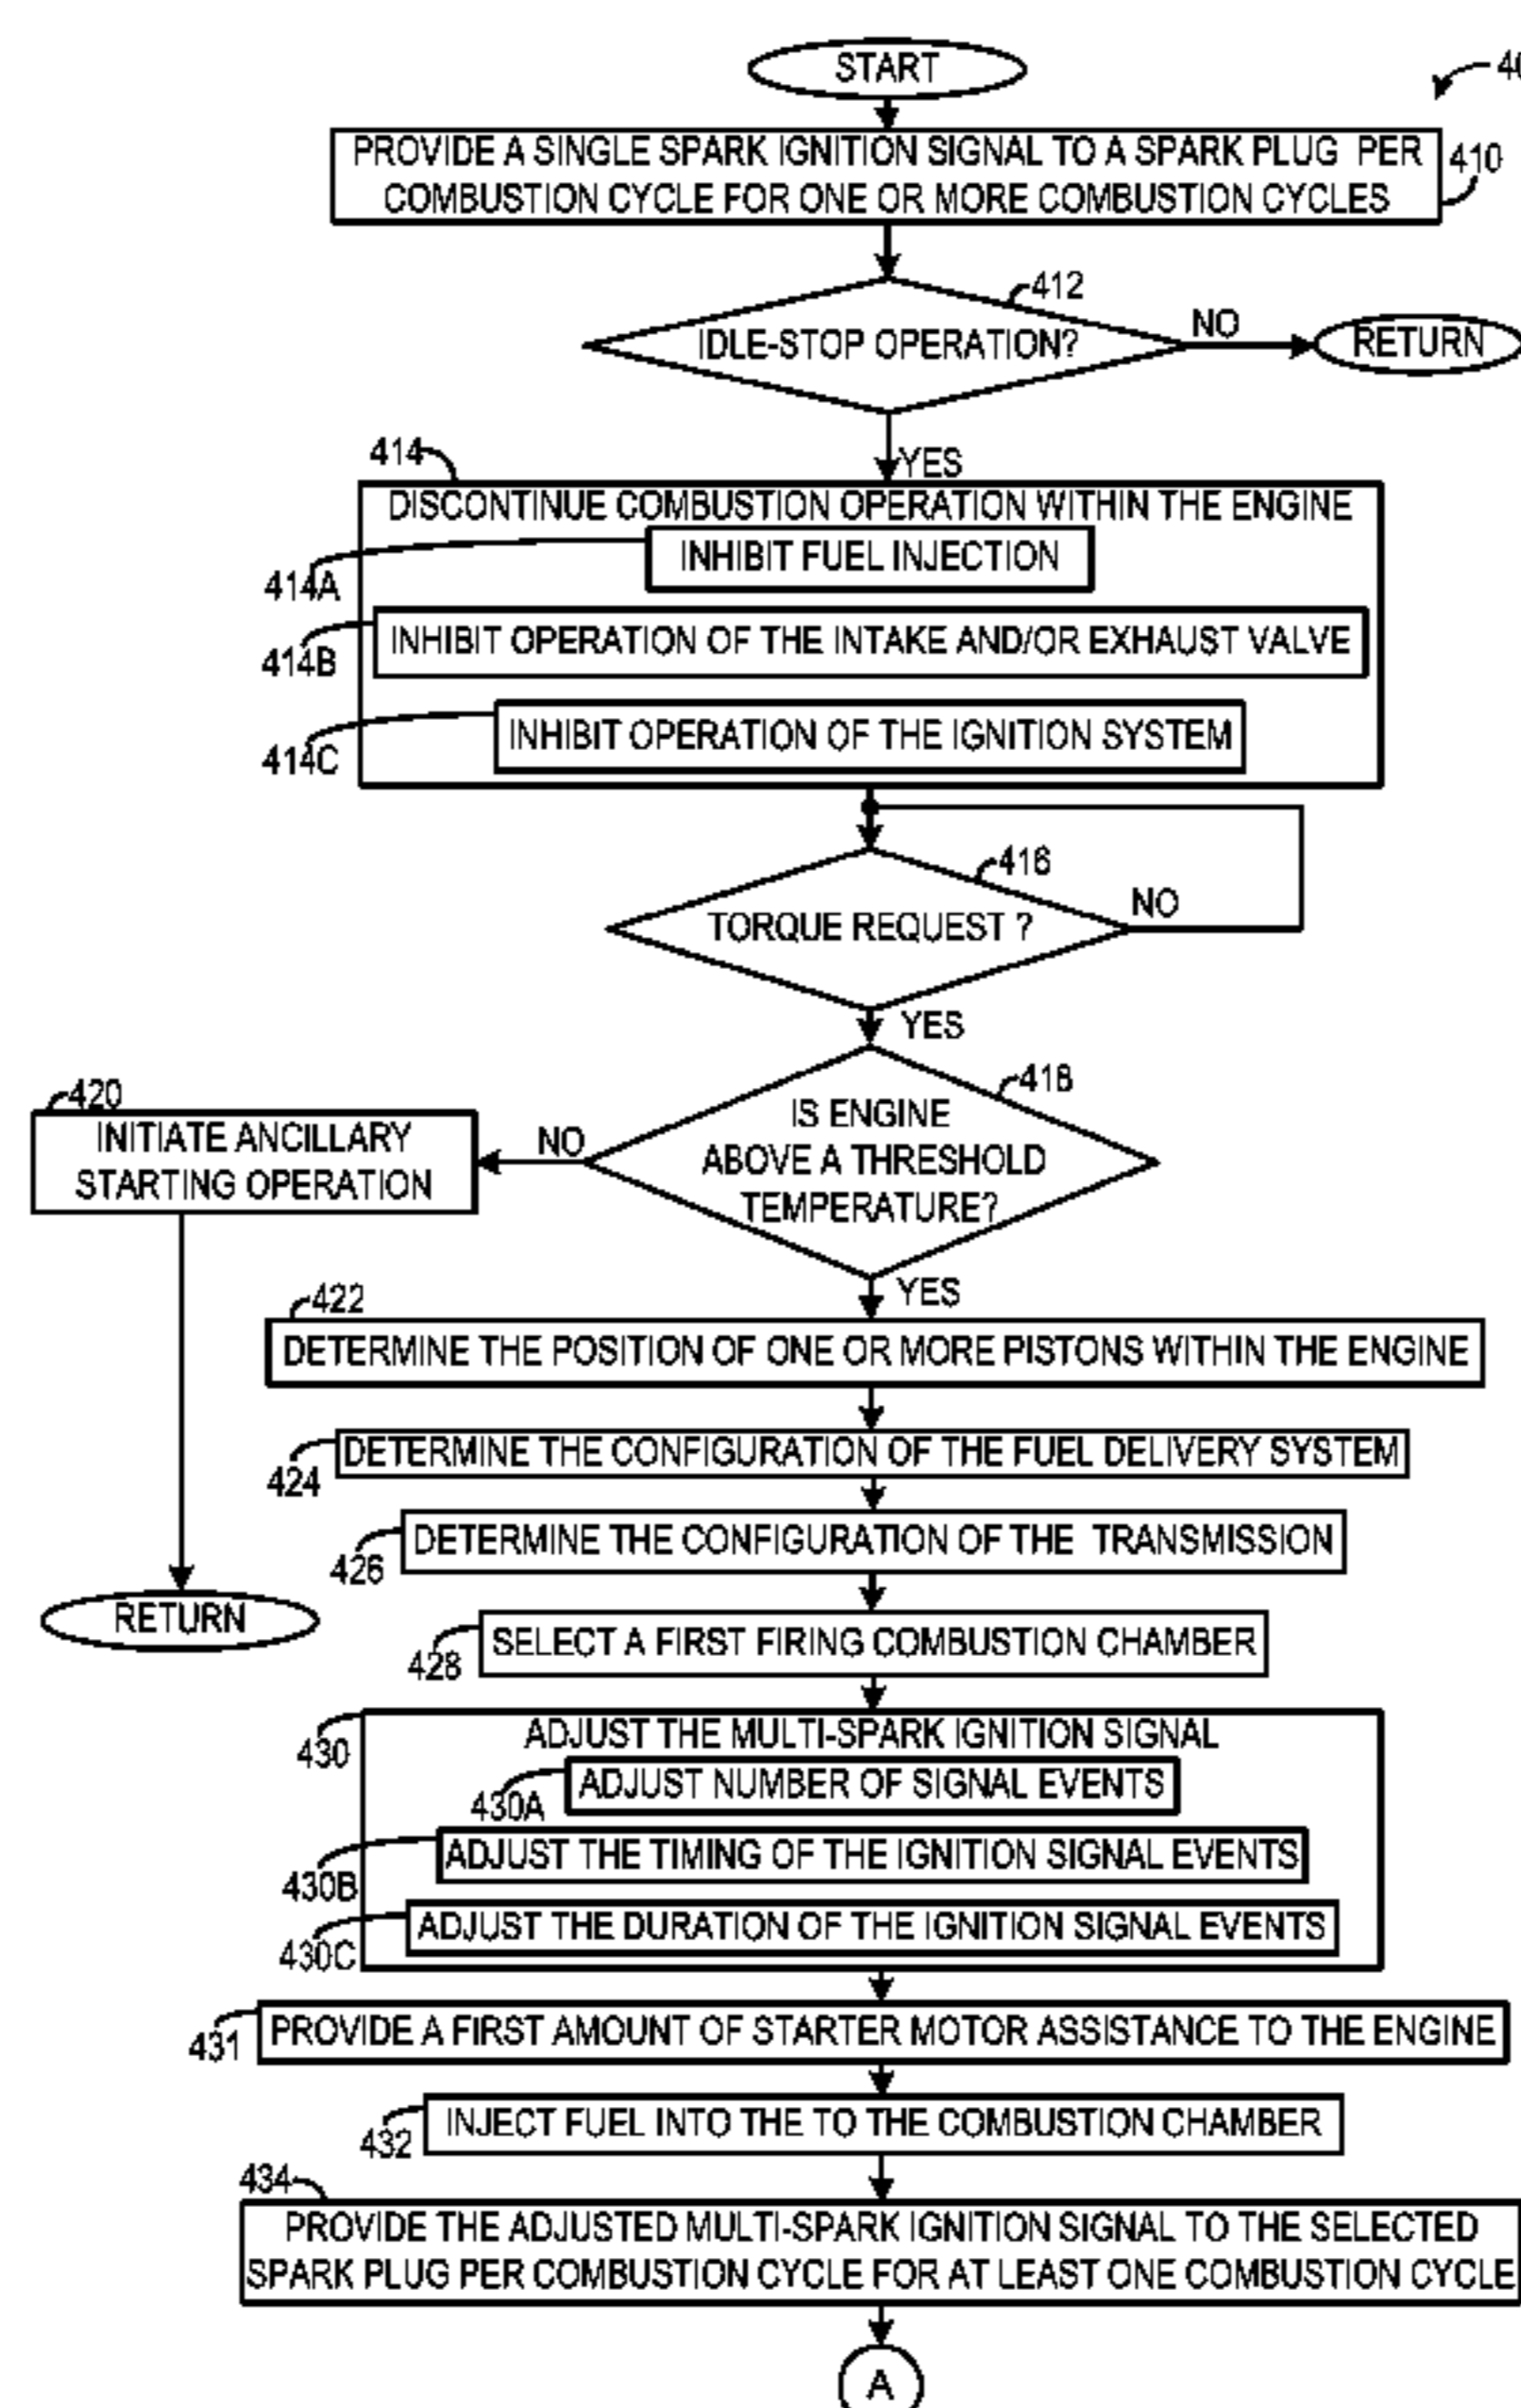 START
40
PROVIDE A SINGLE SPARK IGNITION SIGNAL TO A SPARK PLUG PER
COMBUSTION CYCLE FOR ONE OR MORE COMBUSTION CYCLES
410
412
IDLE-STOP OPERATION?
NO
RETURN
YES
414
DISCONTINUE COMBUSTION OPERATION WITHIN THE ENGINE
INHIBIT FUEL INJECTION
414A
INHIBIT OPERATION OF THE INTAKE AND/OR EXHAUST VALVE
414B
INHIBIT OPERATION OF THE IGNITION SYSTEM
414C
416
TORQUE REQUEST ?
NO
YES
418
IS ENGINE
ABOVE A THRESHOLD
TEMPERATURE?
NO
420
INITIATE ANCILLARY
STARTING OPERATION
RETURN
YES
422
DETERMINE THE POSITION OF ONE OR MORE PISTONS WITHIN THE ENGINE
DETERMINE THE CONFIGURATION OF THE FUEL DELIVERY SYSTEM
424
DETERMINE THE CONFIGURATION OF THE TRANSMISSION
426
SELECT A FIRST FIRING COMBUSTION CHAMBER
428
ADJUST THE MULTI-SPARK IGNITION SIGNAL
430
ADJUST NUMBER OF SIGNAL EVENTS
430A
ADJUST THE TIMING OF THE IGNITION SIGNAL EVENTS
430B
ADJUST THE DURATION OF THE IGNITION SIGNAL EVENTS
430C
PROVIDE A FIRST AMOUNT OF STARTER MOTOR ASSISTANCE TO THE ENGINE
431
INJECT FUEL INTO THE TO THE COMBUSTION CHAMBER
432
434
PROVIDE THE ADJUSTED MULTI-SPARK IGNITION SIGNAL TO THE SELECTED
SPARK PLUG PER COMBUSTION CYCLE FOR AT LEAST ONE COMBUSTION CYCLE
A